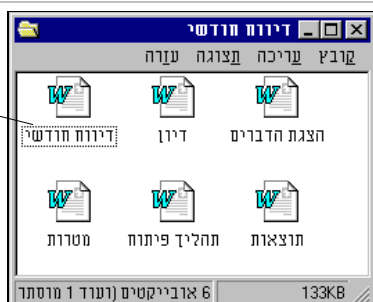 דיווח חודשי
קובץ עריכה תצוגה עזרה
הצגת הדברים דיון דיווח חודשי
תוצאות תהליך פיתוח מטרות
6 אובייקטים (ועוד 1 מוסתר 133KB